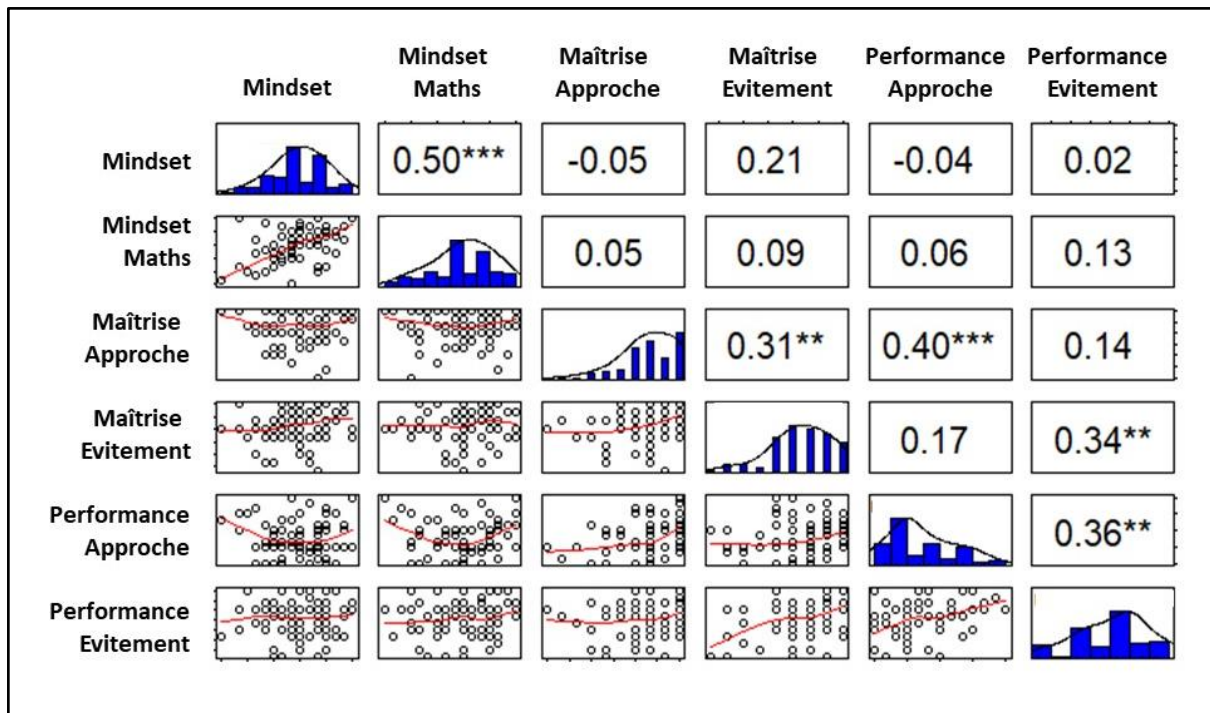 Mindset
Mindset
Maths
Maîtrise
Approche
Maîtrise
Evitement
Performance
Approche
Performance
Evitement
Mindset
0.50***
-0.05
0.21
-0.04
0.02
Mindset
Maths
0.05
0.09
0.06
0.13
Maîtrise
Approche
0.31**
0.40***
0.14
Maîtrise
Evitement
0.17
0.34**
Performance
Approche
0.36**
Performance
Evitement